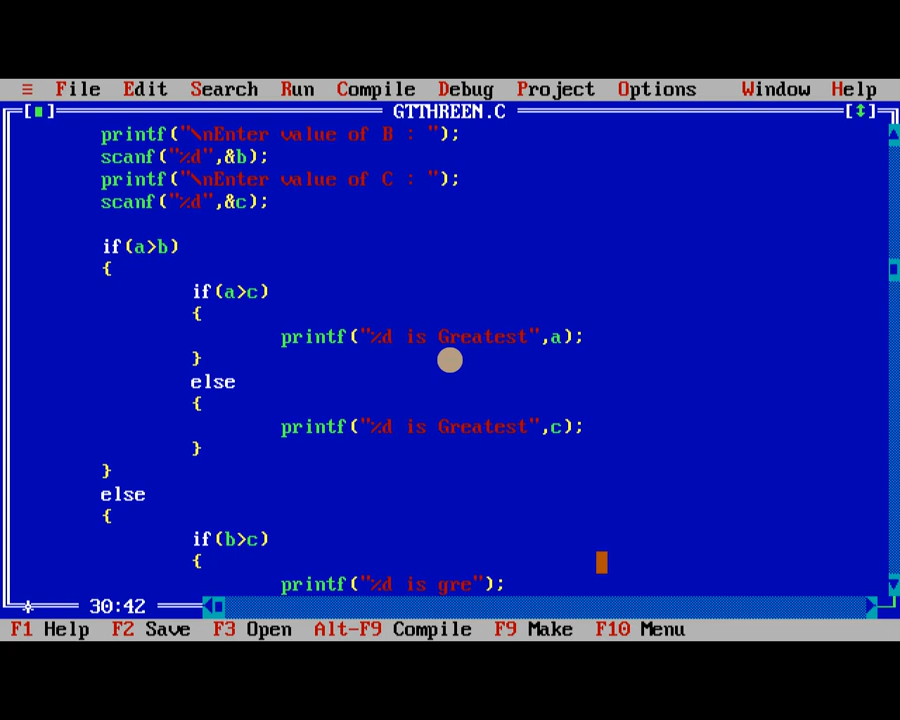 ≡ File Edit Search Run Compile Debug Project Options Window Help
[■] GTTHREEN.C [↕]
printf("\nEnter value of B : ");
scanf("%d",&b);
printf("\nEnter value of C : ");
scanf("%d",&c);
if(a>b)
{
if(a>c)
{
printf("%d is Greatest",a);
}
else
{
printf("%d is Greatest",c);
}
}
else
{
if(b>c)
{
printf("%d is gre");
30:42
F1 Help F2 Save F3 Open Alt-F9 Compile F9 Make F10 Menu